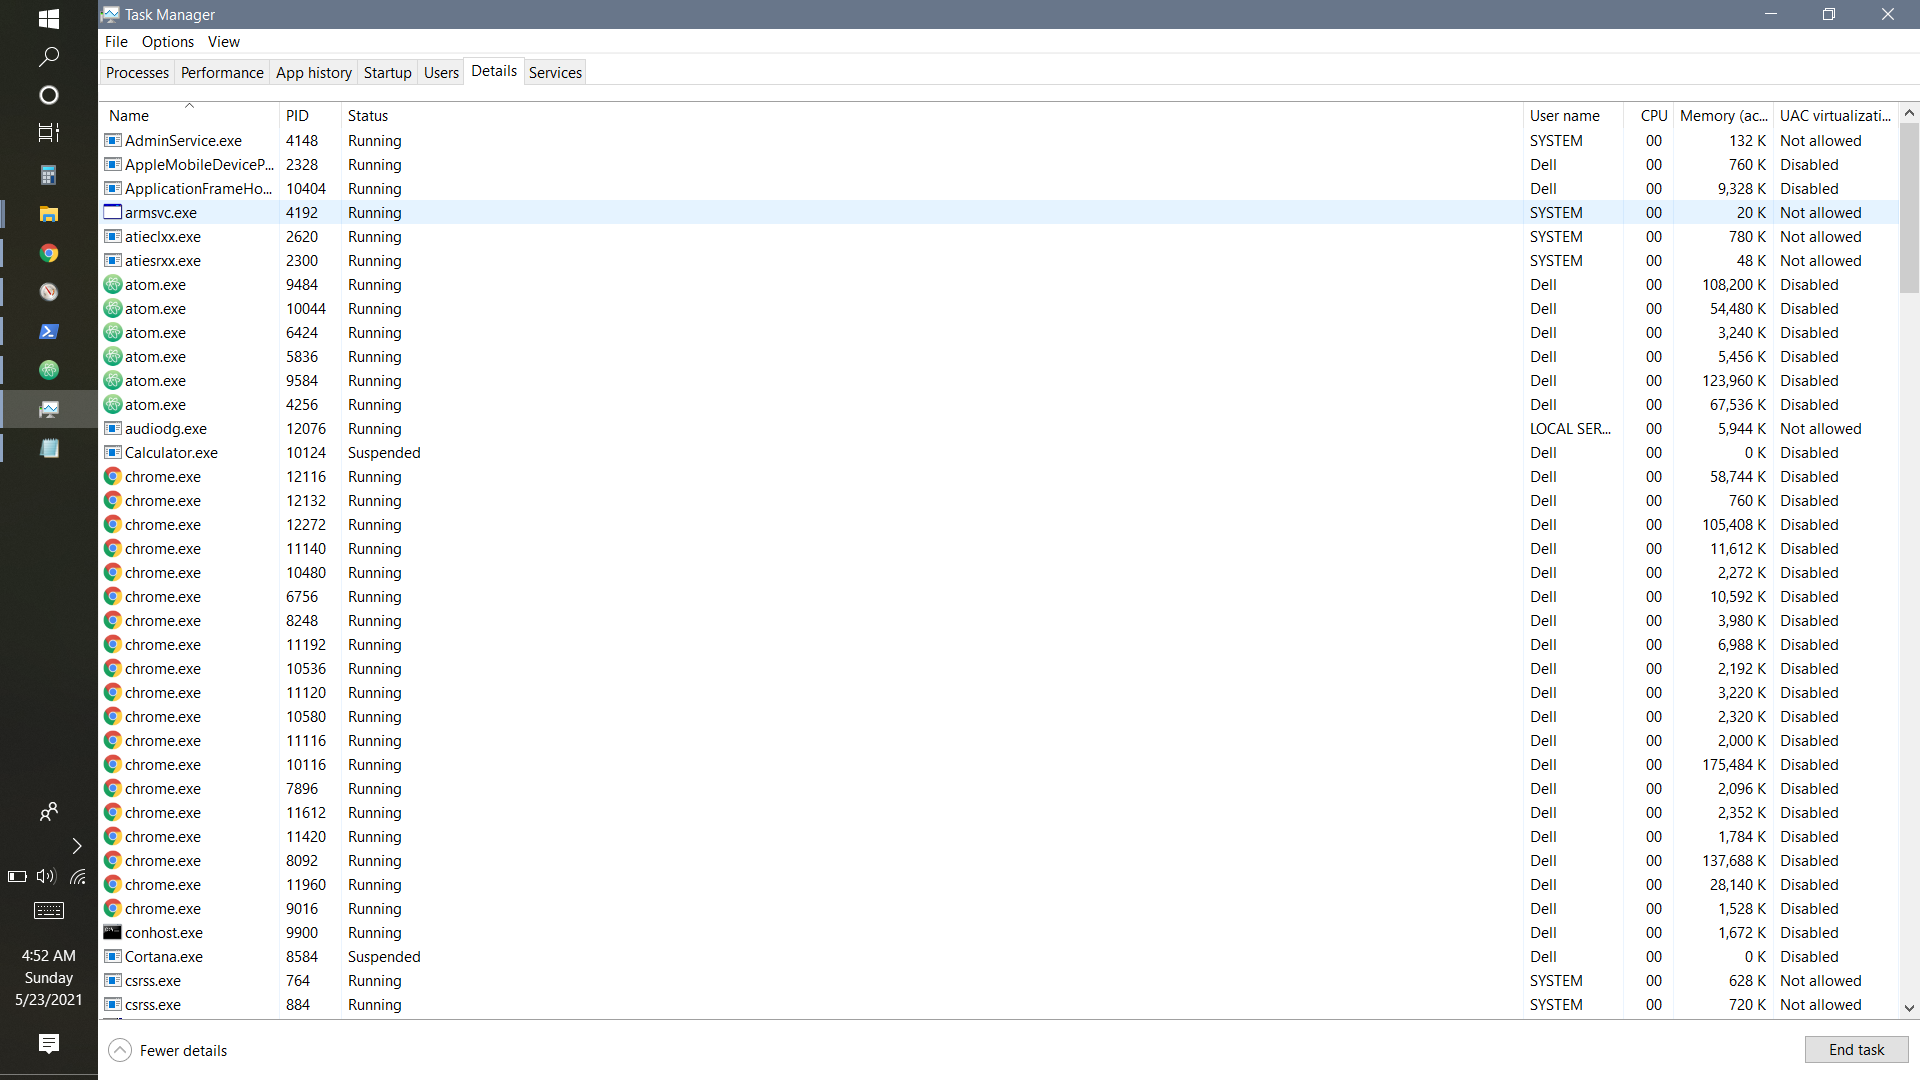 Task Manager
File Options View
Processes Performance App history Startup Users Details Services
Name PID Status User name CPU Memory (ac... UAC virtualizati...
AdminService.exe 4148 Running SYSTEM 00 132 K Not allowed
AppleMobileDeviceP... 2328 Running Dell 00 760 K Disabled
ApplicationFrameHo... 10404 Running Dell 00 9,328 K Disabled
armsvc.exe 4192 Running SYSTEM 00 20 K Not allowed
atieclxx.exe 2620 Running SYSTEM 00 780 K Not allowed
atiesrxx.exe 2300 Running SYSTEM 00 48 K Not allowed
atom.exe 9484 Running Dell 00 108,200 K Disabled
atom.exe 10044 Running Dell 00 54,480 K Disabled
atom.exe 6424 Running Dell 00 3,240 K Disabled
atom.exe 5836 Running Dell 00 5,456 K Disabled
atom.exe 9584 Running Dell 00 123,960 K Disabled
atom.exe 4256 Running Dell 00 67,536 K Disabled
audiodg.exe 12076 Running LOCAL SER... 00 5,944 K Not allowed
Calculator.exe 10124 Suspended Dell 00 0 K Disabled
chrome.exe 12116 Running Dell 00 58,744 K Disabled
chrome.exe 12132 Running Dell 00 760 K Disabled
chrome.exe 12272 Running Dell 00 105,408 K Disabled
chrome.exe 11140 Running Dell 00 11,612 K Disabled
chrome.exe 10480 Running Dell 00 2,272 K Disabled
chrome.exe 6756 Running Dell 00 10,592 K Disabled
chrome.exe 8248 Running Dell 00 3,980 K Disabled
chrome.exe 11192 Running Dell 00 6,988 K Disabled
chrome.exe 10536 Running Dell 00 2,192 K Disabled
chrome.exe 11120 Running Dell 00 3,220 K Disabled
chrome.exe 10580 Running Dell 00 2,320 K Disabled
chrome.exe 11116 Running Dell 00 2,000 K Disabled
chrome.exe 10116 Running Dell 00 175,484 K Disabled
chrome.exe 7896 Running Dell 00 2,096 K Disabled
chrome.exe 11612 Running Dell 00 2,352 K Disabled
chrome.exe 11420 Running Dell 00 1,784 K Disabled
chrome.exe 8092 Running Dell 00 137,688 K Disabled
chrome.exe 11960 Running Dell 00 28,140 K Disabled
chrome.exe 9016 Running Dell 00 1,528 K Disabled
conhost.exe 9900 Running Dell 00 1,672 K Disabled
Cortana.exe 8584 Suspended Dell 00 0 K Disabled
csrss.exe 764 Running SYSTEM 00 628 K Not allowed
csrss.exe 884 Running SYSTEM 00 720 K Not allowed
Fewer details End task
4:52 AM
Sunday
5/23/2021